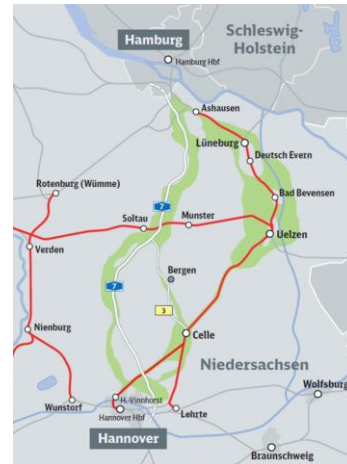 Schleswig-
Holstein
Hamburg
Hamburg Hbf
Ashausen
Lüneburg
Deutsch Evern
Rotenburg (Wümme)
Bad Bevensen
7
Soltau
Munster
Uelzen
Verden
Bergen
7
3
Nienburg
Celle
Niedersachsen
Wolfsburg
H.-Vinnhorst
Wunstorf
Hannover Hbf
Lehrte
Hannover
Braunschweig